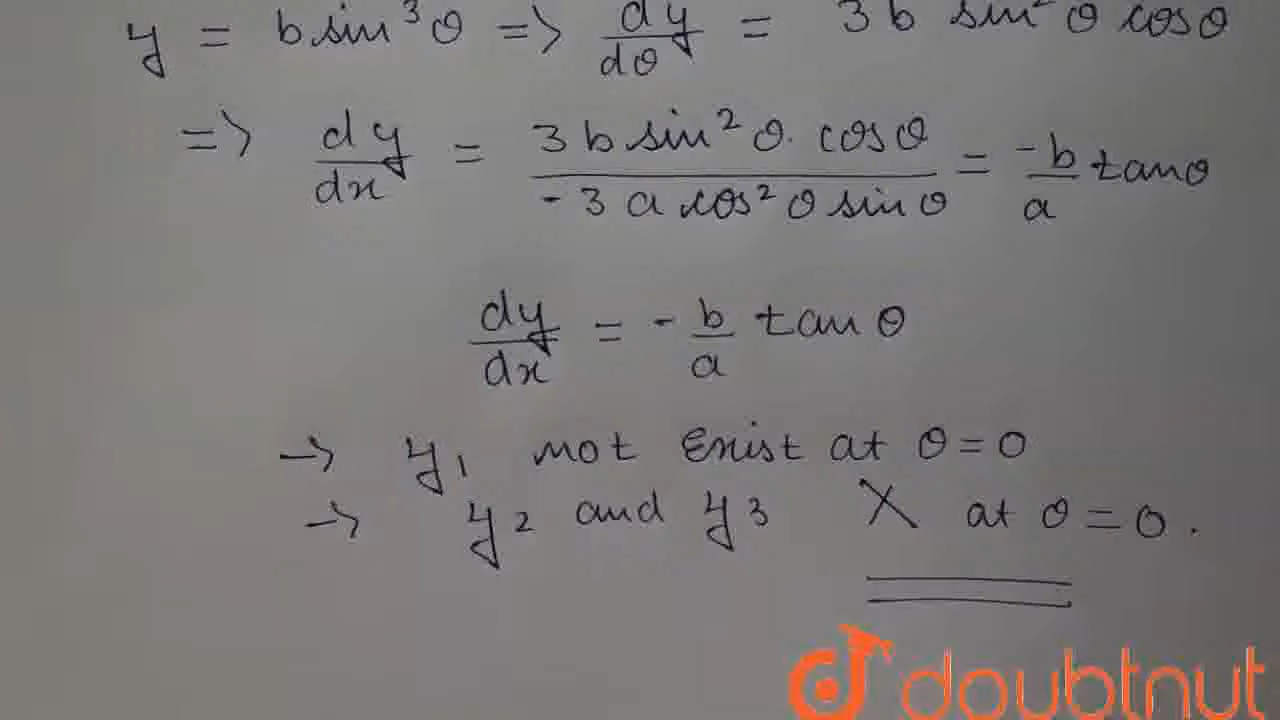 y = b sin³θ => dy/dθ = 3b sin²θ cosθ
=> dy/dx = 3b sin²θ. cosθ / -3a cos²θ sinθ = -b/a tanθ
dy/dx = - b/a tanθ
→ y₁ not exist at θ=0
→ y₂ and y₃ X at θ=0.
doubtnut